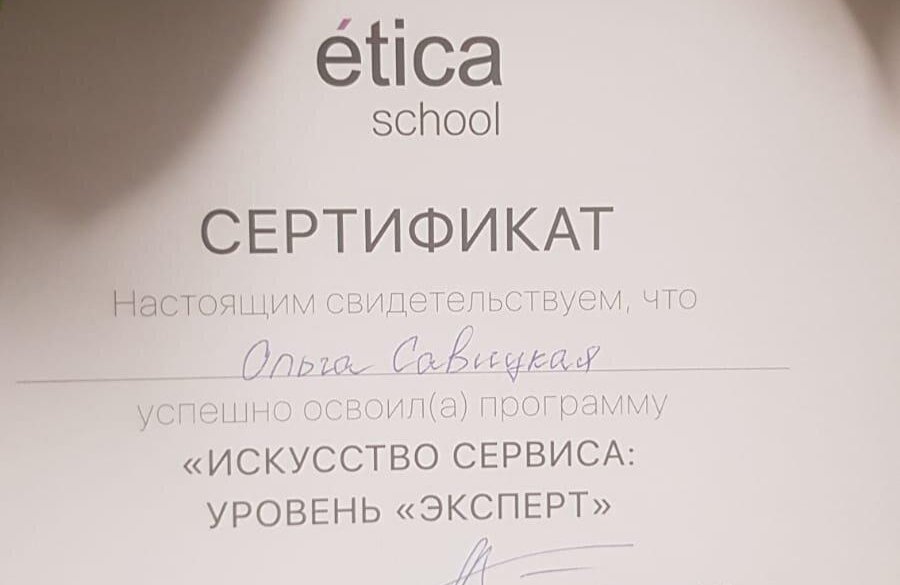 ética
school
СЕРТИФИКАТ
Настоящим свидетельствуем, что
Ольга Савицкая
успешно освоил(а) программу
«ИСКУССТВО СЕРВИСА:
УРОВЕНЬ «ЭКСПЕРТ»